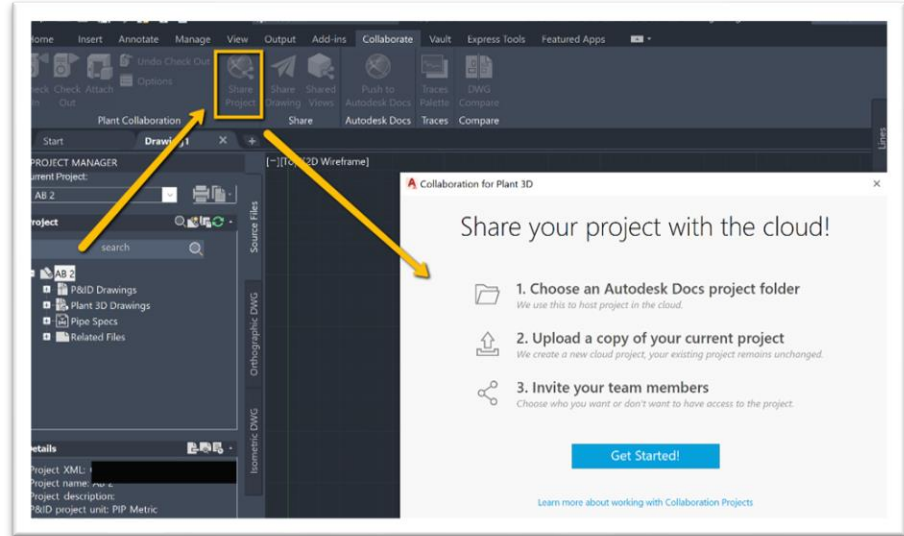 Home Insert Annotate Manage View Output Add-ins Collaborate Vault Express Tools Featured Apps
Undo Check Out
Options
Check Check Attach
In Out
Share Project
Share Drawing
Shared Views
Push to Autodesk Docs
Traces Palette
DWG Compare
Plant Collaboration Share Autodesk Docs Traces Compare
Start Drawing1 × +
PROJECT MANAGER
Current Project:
AB 2
Project
search
AB 2
P&ID Drawings
Plant 3D Drawings
Pipe Specs
Related Files
Source Files
Orthographic DWG
Isometric DWG
Lines
Details
Project XML:
Project name: AB 2
Project description:
P&ID project unit: PIP Metric
[−][Top][2D Wireframe]
Collaboration for Plant 3D
Share your project with the cloud!
1. Choose an Autodesk Docs project folder
We use this to host project in the cloud.
2. Upload a copy of your current project
We create a new cloud project, your existing project remains unchanged.
3. Invite your team members
Choose who you want or don't want to have access to the project.
Get Started!
Learn more about working with Collaboration Projects